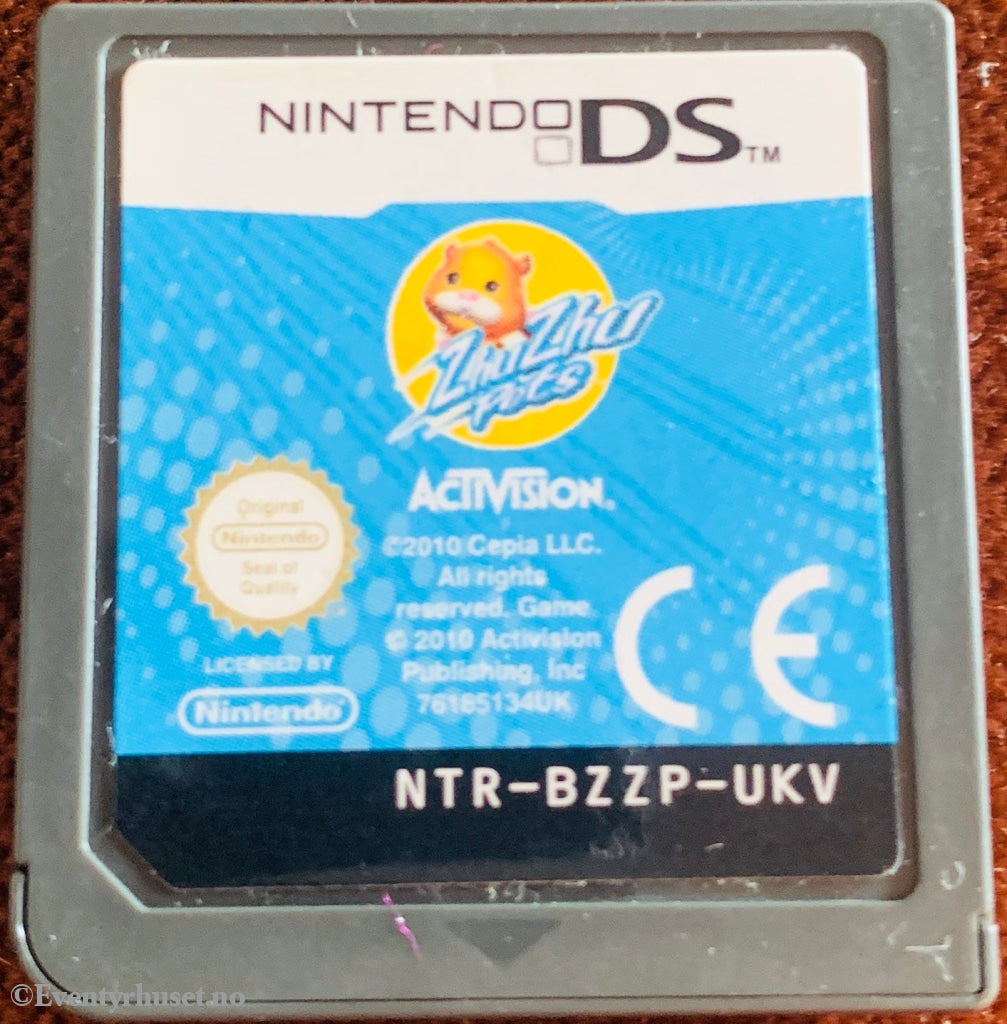 NINTENDO DS™
ZhuZhu
Pets
ACTIVISION.
Original
Nintendo
Seal of
Quality
©2010 Cepia LLC.
All rights
reserved. Game
© 2010 Activision
Publishing, Inc
76185134UK
LICENSED BY
Nintendo
CE
NTR-BZZP-UKV
©Eventyrhuset.no